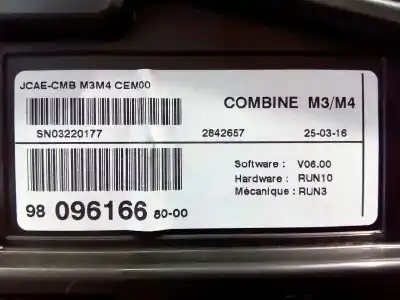 JCAE-CMB M3M4 CEM00
COMBINE M3/M4
SN03220177 2842657 25-03-16
Software : V06.00
Hardware : RUN10
Mécanique : RUN3
98 096166 80-00